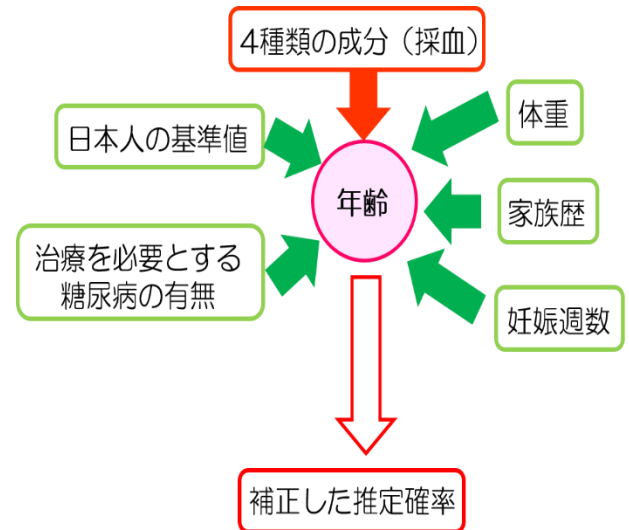 4種類の成分（採血）
日本人の基準値
体重
年齢
家族歴
治療を必要とする
糖尿病の有無
妊娠週数
補正した推定確率